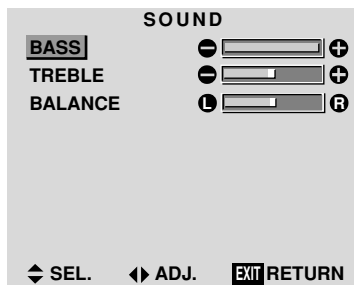 SOUND
BASS
TREBLE
BALANCE L R
SEL. ADJ. EXIT RETURN